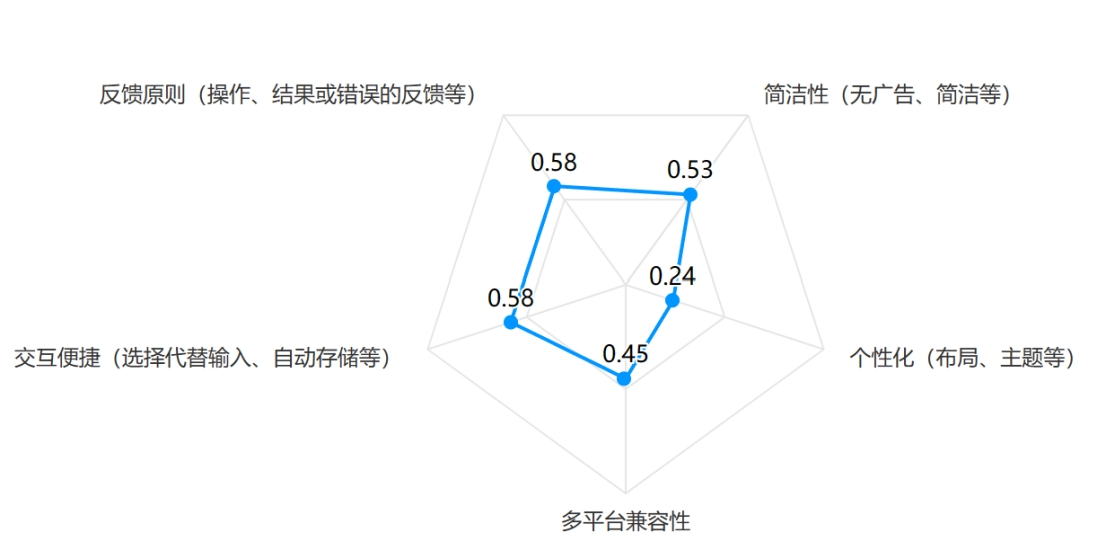 反馈原则（操作、结果或错误的反馈等）
简洁性（无广告、简洁等）
0.58
0.53
0.24
0.58
交互便捷（选择代替输入、自动存储等）
0.45
个性化（布局、主题等）
多平台兼容性